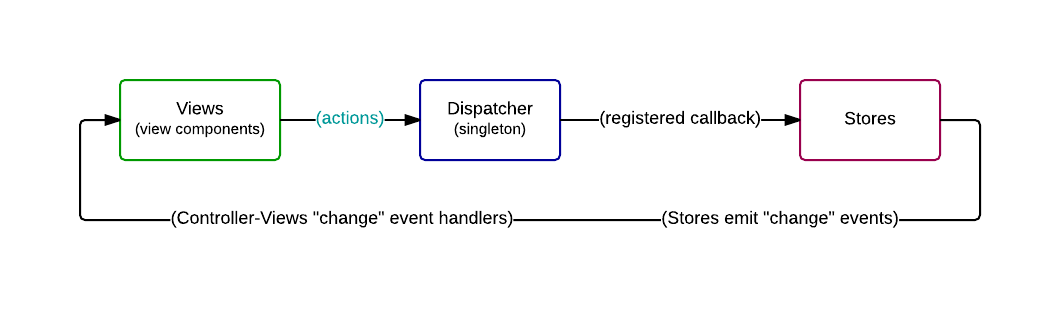 Views
(view components)
(actions)
Dispatcher
(singleton)
(registered callback)
Stores
(Controller-Views "change" event handlers)
(Stores emit "change" events)